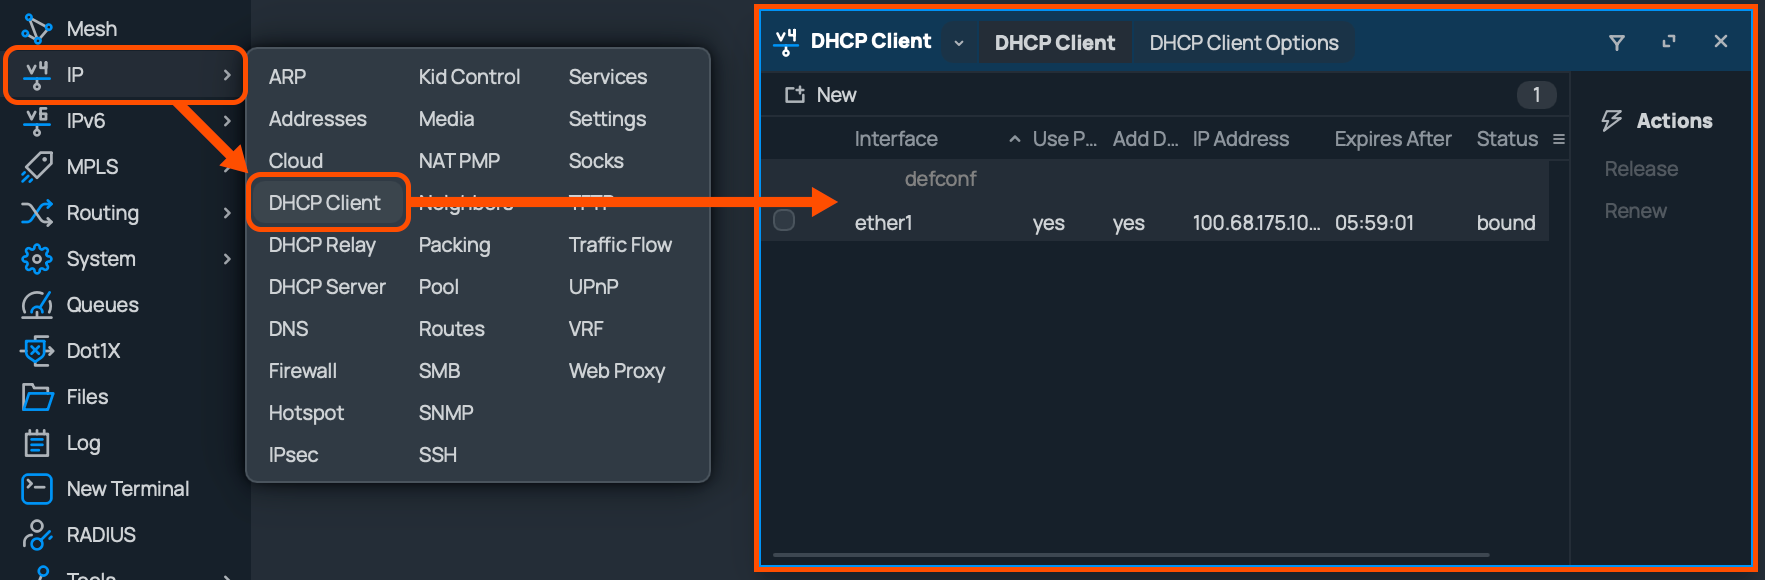 Mesh
IP
IPv6
MPLS
Routing
System
Queues
Dot1X
Files
Log
New Terminal
RADIUS
Tools
ARP
Addresses
Cloud
DHCP Client
DHCP Relay
DHCP Server
DNS
Firewall
Hotspot
IPsec
Kid Control
Media
NAT PMP
Neighbors
Packing
Pool
Routes
SMB
SNMP
SSH
Services
Settings
Socks
TFTP
Traffic Flow
UPnP
VRF
Web Proxy
DHCP Client DHCP Client DHCP Client Options
New 1
Interface Use P... Add D... IP Address Expires After Status
defconf
ether1 yes yes 100.68.175.10... 05:59:01 bound
Actions
Release
Renew